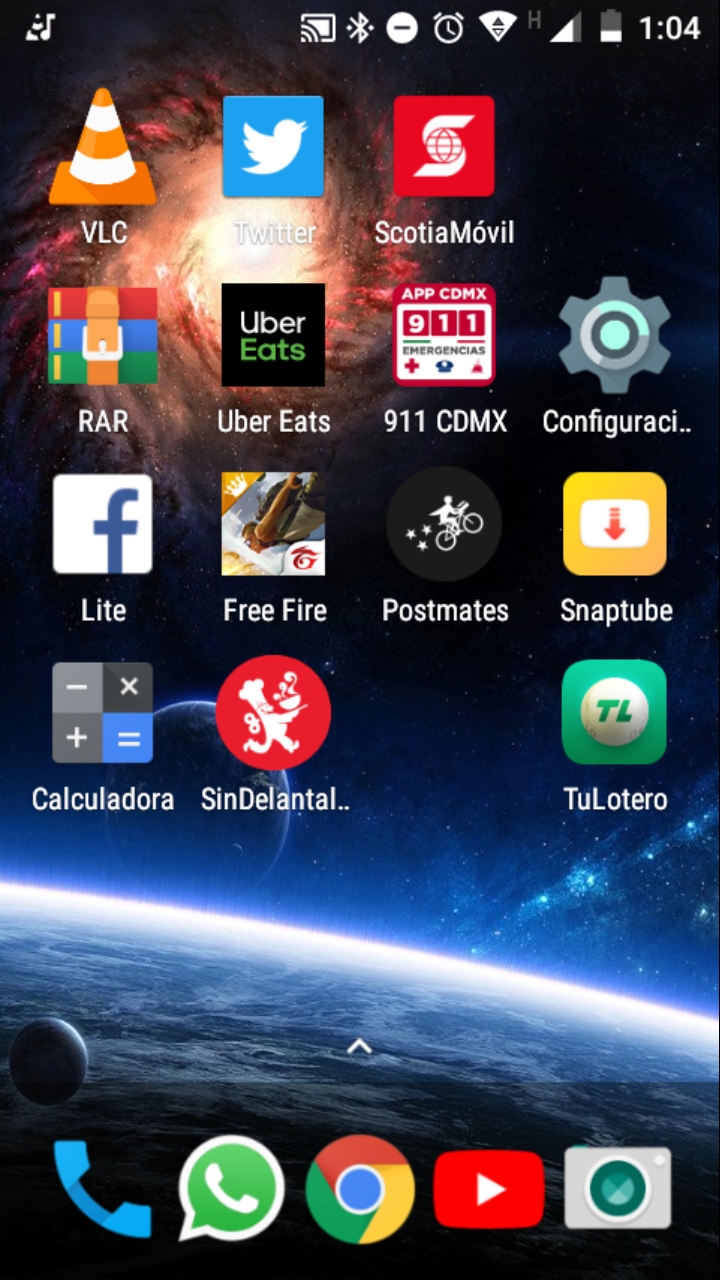 H 1:04
VLC
Twitter
ScotiaMóvil
Uber
Eats
APP CDMX
911
EMERGENCIAS
RAR
Uber Eats
911 CDMX
Configuraci..
Lite
Free Fire
Postmates
Snaptube
TL
Calculadora
SinDelantal..
TuLotero